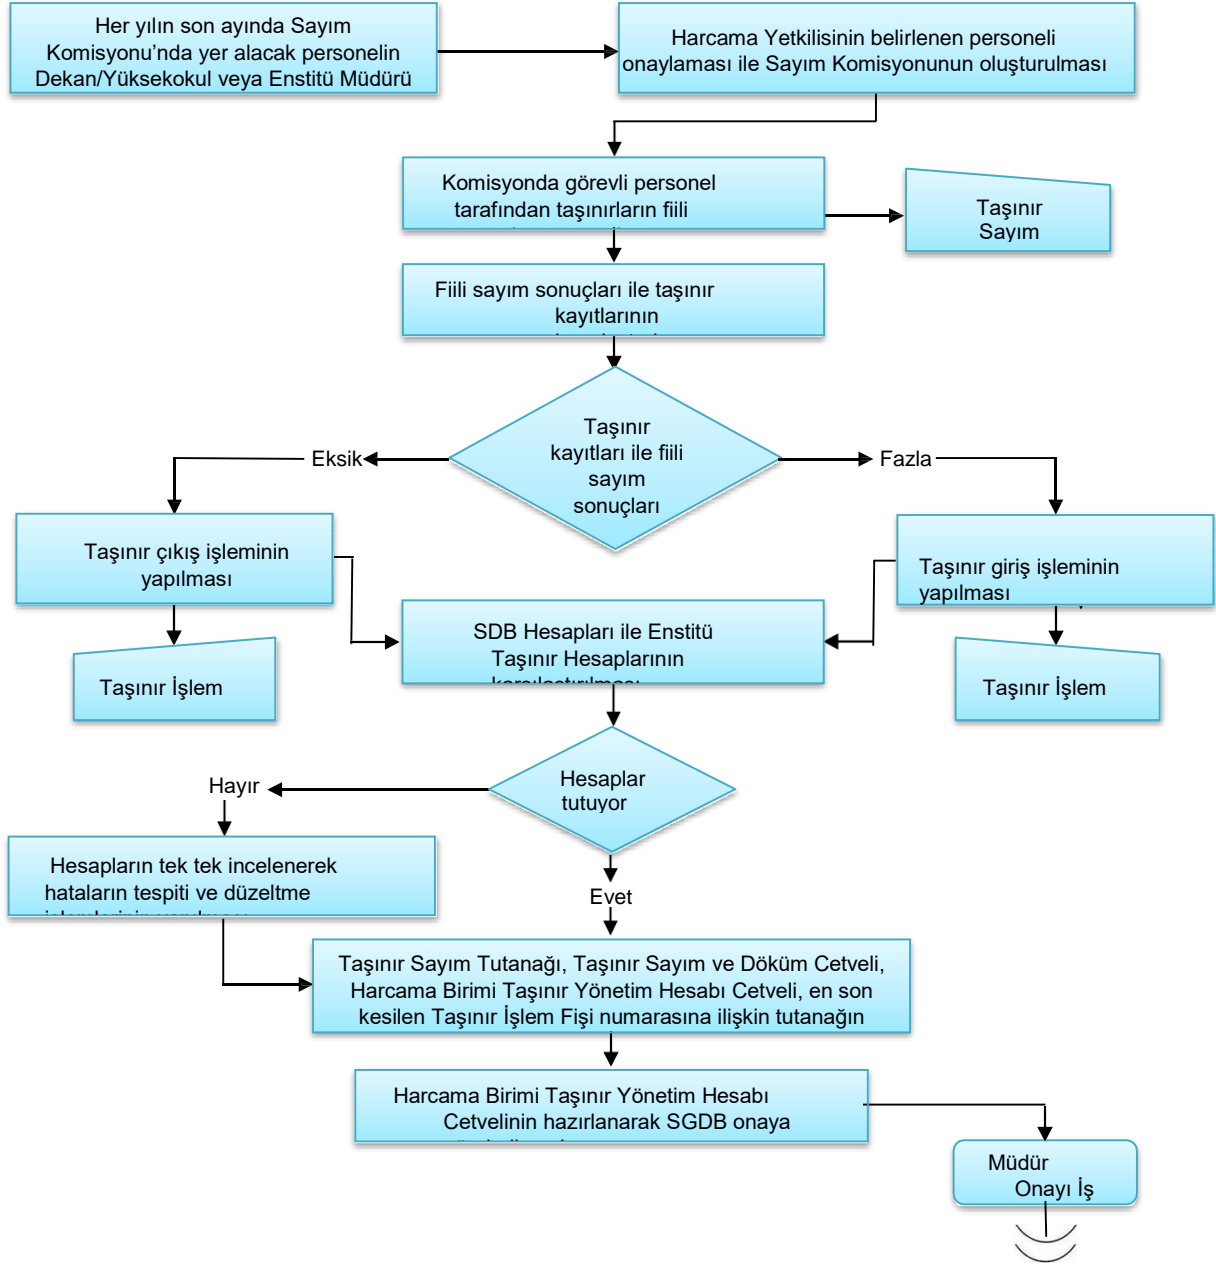 Her yılın son ayında Sayım
Komisyonu’nda yer alacak personelin
Dekan/Yüksekokul veya Enstitü Müdürü
Harcama Yetkilisinin belirlenen personeli
onaylaması ile Sayım Komisyonunun oluşturulması
Komisyonda görevli personel
tarafından taşınırların fiili
Taşınır
Sayım
Fiili sayım sonuçları ile taşınır
kayıtlarının
Taşınır
kayıtları ile fiili
sayım
sonuçları
Eksik
Fazla
Taşınır çıkış işleminin
yapılması
Taşınır giriş işleminin
yapılması
SDB Hesapları ile Enstitü
Taşınır Hesaplarının
karşılaştırılması
Taşınır İşlem
Taşınır İşlem
Hesaplar
tutuyor
Hayır
Hesapların tek tek incelenerek
hataların tespiti ve düzeltme
Evet
Taşınır Sayım Tutanağı, Taşınır Sayım ve Döküm Cetveli,
Harcama Birimi Taşınır Yönetim Hesabı Cetveli, en son
kesilen Taşınır İşlem Fişi numarasına ilişkin tutanağın
Harcama Birimi Taşınır Yönetim Hesabı
Cetvelinin hazırlanarak SGDB onaya
Müdür
Onayı İş